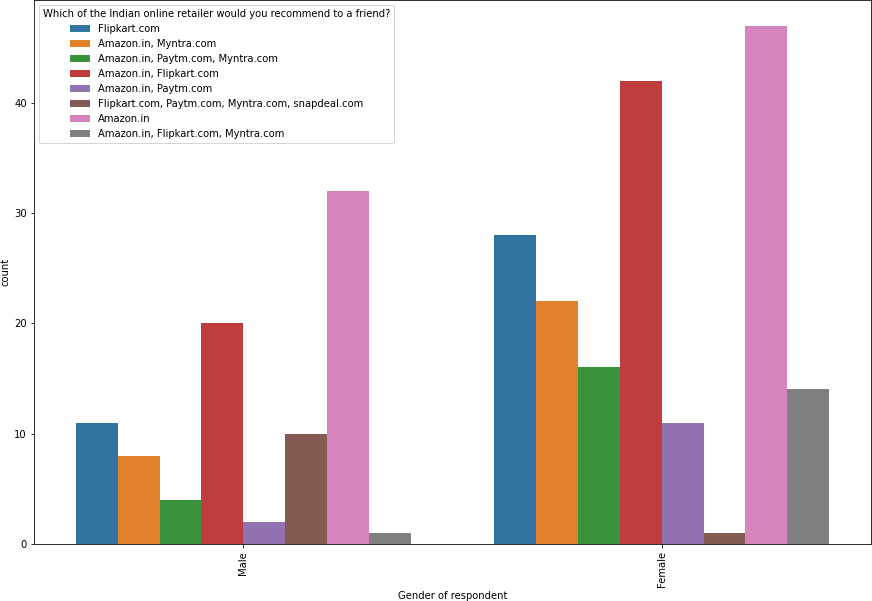 Which of the Indian online retailer would you recommend to a friend?
Flipkart.com
Amazon.in, Myntra.com
Amazon.in, Paytm.com, Myntra.com
Amazon.in, Flipkart.com
Amazon.in, Paytm.com
Flipkart.com, Paytm.com, Myntra.com, snapdeal.com
Amazon.in
Amazon.in, Flipkart.com, Myntra.com
40
30
20
10
0
count
Male
Female
Gender of respondent